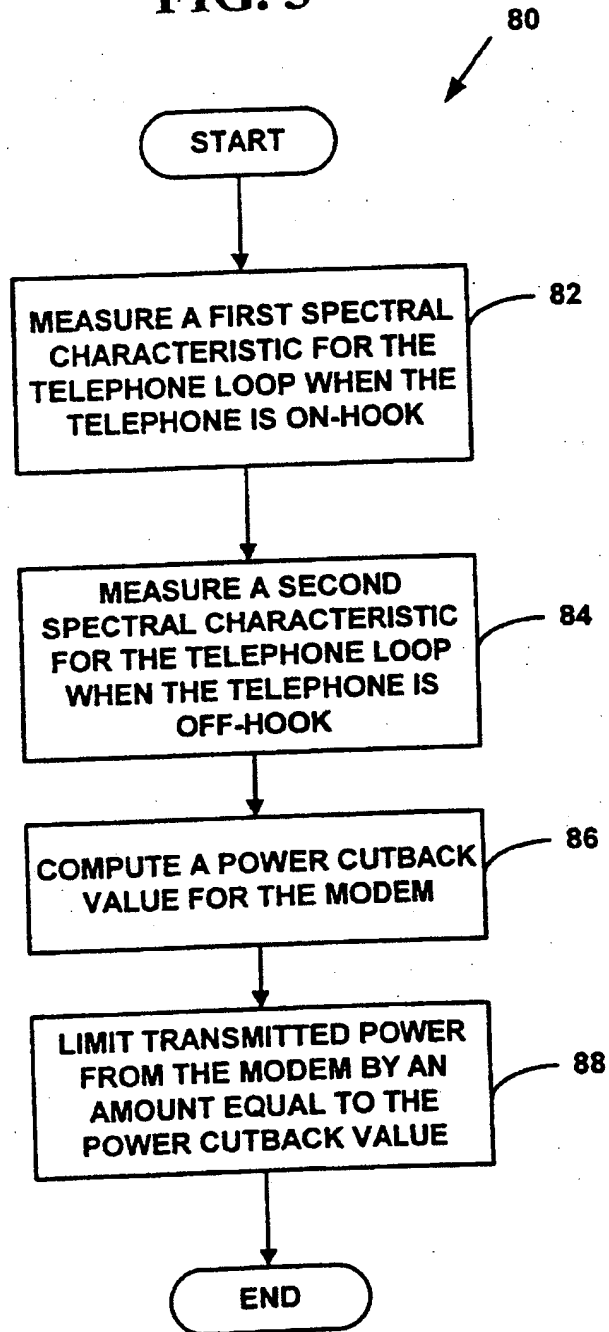 FIG. 5
80
START
MEASURE A FIRST SPECTRAL
CHARACTERISTIC FOR THE
TELEPHONE LOOP WHEN THE
TELEPHONE IS ON-HOOK
82
MEASURE A SECOND
SPECTRAL CHARACTERISTIC
FOR THE TELEPHONE LOOP
WHEN THE TELEPHONE IS
OFF-HOOK
84
COMPUTE A POWER CUTBACK
VALUE FOR THE MODEM
86
LIMIT TRANSMITTED POWER
FROM THE MODEM BY AN
AMOUNT EQUAL TO THE
POWER CUTBACK VALUE
88
END